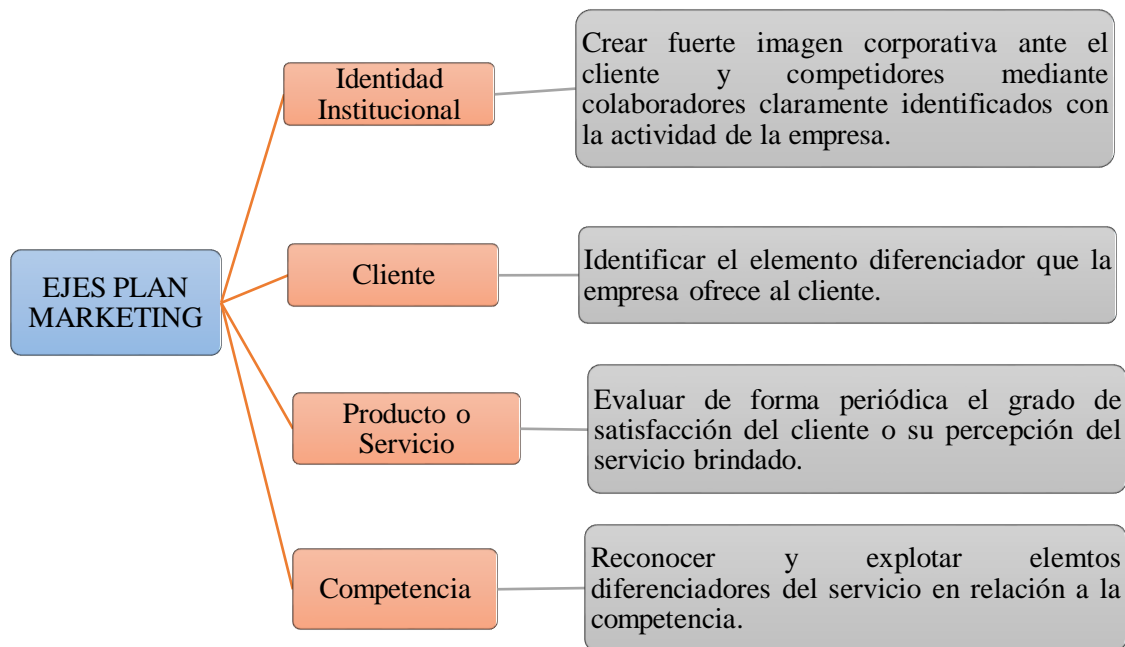 Identidad
Institucional
Crear fuerte imagen corporativa ante el
cliente y competidores mediante
colaboradores claramente identificados con
la actividad de la empresa.
EJES PLAN
MARKETING
Cliente
Identificar el elemento diferenciador que la
empresa ofrece al cliente.
Producto o
Servicio
Evaluar de forma periódica el grado de
satisfacción del cliente o su percepción del
servicio brindado.
Competencia
Reconocer y explotar elemtos
diferenciadores del servicio en relación a la
competencia.